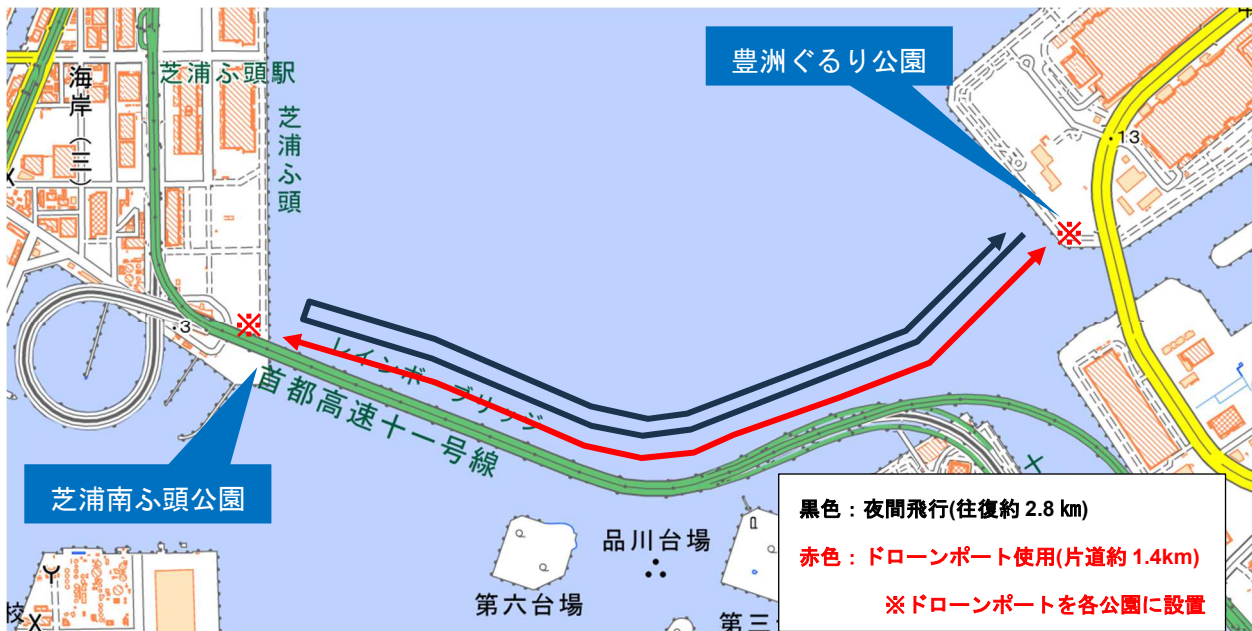 豊洲ぐるり公園
芝浦ふ頭駅
海岸(三)
芝浦ふ頭
・13
※
※
・3
レインボーブリッジ
首都高速十一号線
芝浦南ふ頭公園
品川台場
第六台場
第三
校
黒色：夜間飛行(往復約 2.8 ㎞)
赤色：ドローンポート使用(片道約 1.4km)
※ドローンポートを各公園に設置